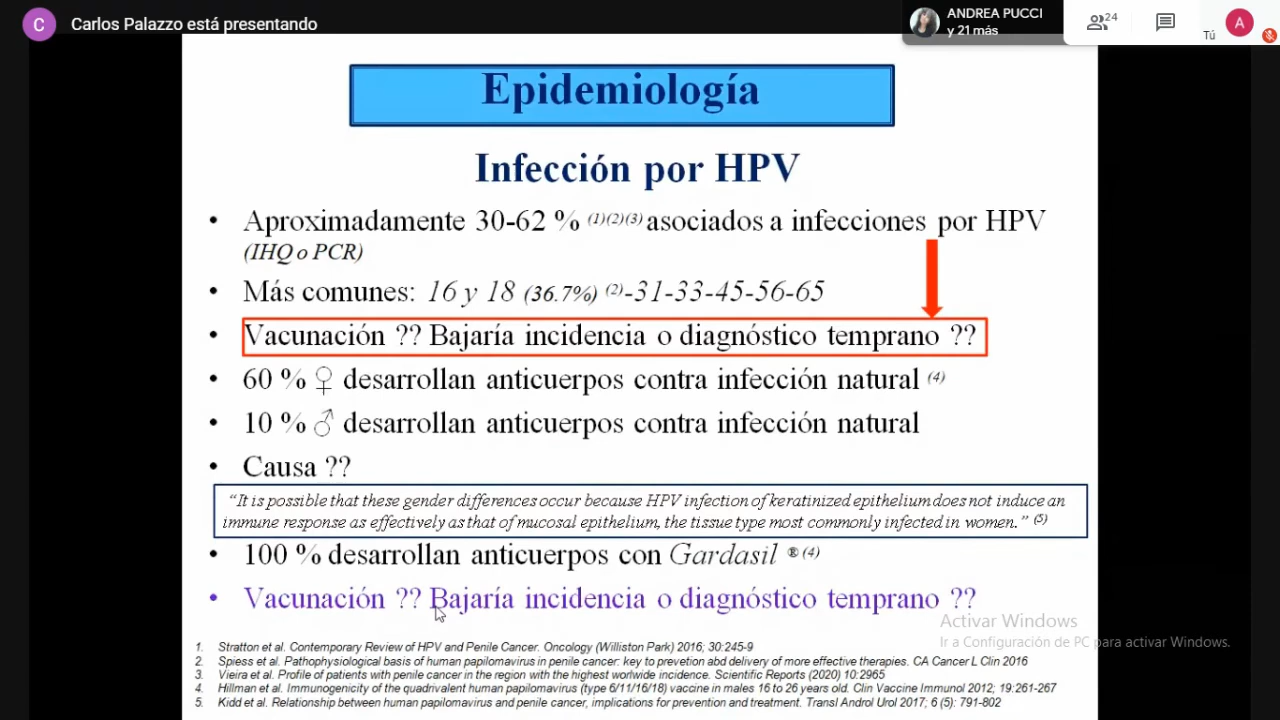 C Carlos Palazzo está presentando
ANDREA PUCCI
y 21 más
24
Tú
A
Epidemiología
Infección por HPV
• Aproximadamente 30-62 % (1)(2)(3) asociados a infecciones por HPV
(IHQ o PCR)
• Más comunes: 16 y 18 (36.7%) (2)-31-33-45-56-65
• Vacunación ?? Bajaría incidencia o diagnóstico temprano ??
• 60 % ♀ desarrollan anticuerpos contra infección natural (4)
• 10 % ♂ desarrollan anticuerpos contra infección natural
• Causa ??
“It is possible that these gender differences occur because HPV infection of keratinized epithelium does not induce an
immune response as effectively as that of mucosal epithelium, the tissue type most commonly infected in women.” (5)
• 100 % desarrollan anticuerpos con Gardasil ® (4)
• Vacunación ?? Bajaría incidencia o diagnóstico temprano ??
Activar Windows
Ir a Configuración de PC para activar Windows.
1. Stratton et al. Contemporary Review of HPV and Penile Cancer. Oncology (Williston Park) 2016; 30:245-9
2. Spiess et al. Pathophysiological basis of human papilomavirus in penile cancer: key to prevetion abd delivery of more effective therapies. CA Cancer L Clin 2016
3. Vieira et al. Profile of patients with penile cancer in the region with the highest worlwide incidence. Scientific Reports (2020) 10:2965
4 Hillman et al. Immunogenicity of the quadrivalent human papillomavirus (type 6/11/16/18) vaccine in males 16 to 26 years old. Clin Vaccine Immunol 2012; 19:261-267
5. Kidd et al. Relationship between human papillomavirus and penile cancer, implications for prevention and treatment. Transl Androl Urol 2017; 6 (5): 791-802